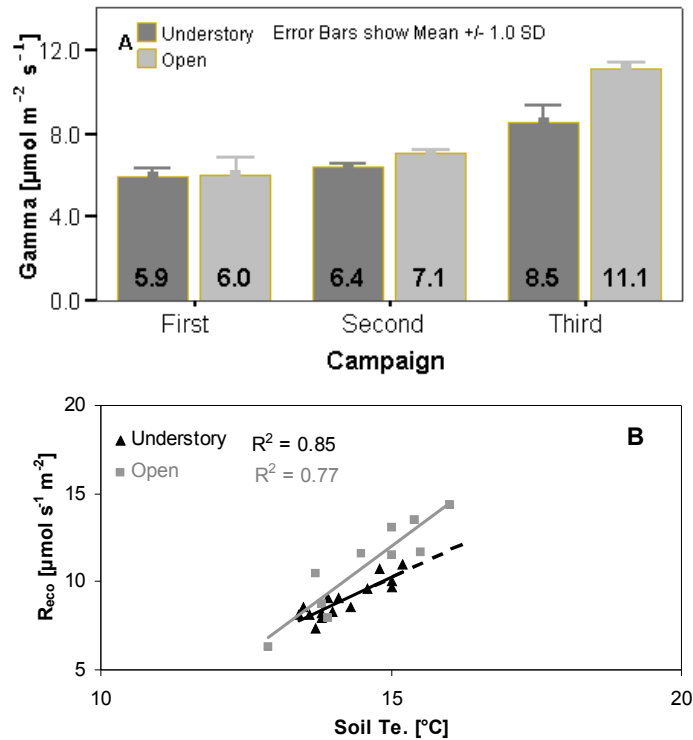 A
Understory
Error Bars show Mean +/- 1.0 SD
Open
Gamma [µmol m⁻² s⁻¹]
12.0
8.0
4.0
0.0
5.9 6.0 6.4 7.1 8.5 11.1
First Second Third
Campaign
20
15
10
5
B
Understory R² = 0.85
Open R² = 0.77
Reco [µmol s⁻¹ m⁻²]
10 15 20
Soil Te. [°C]